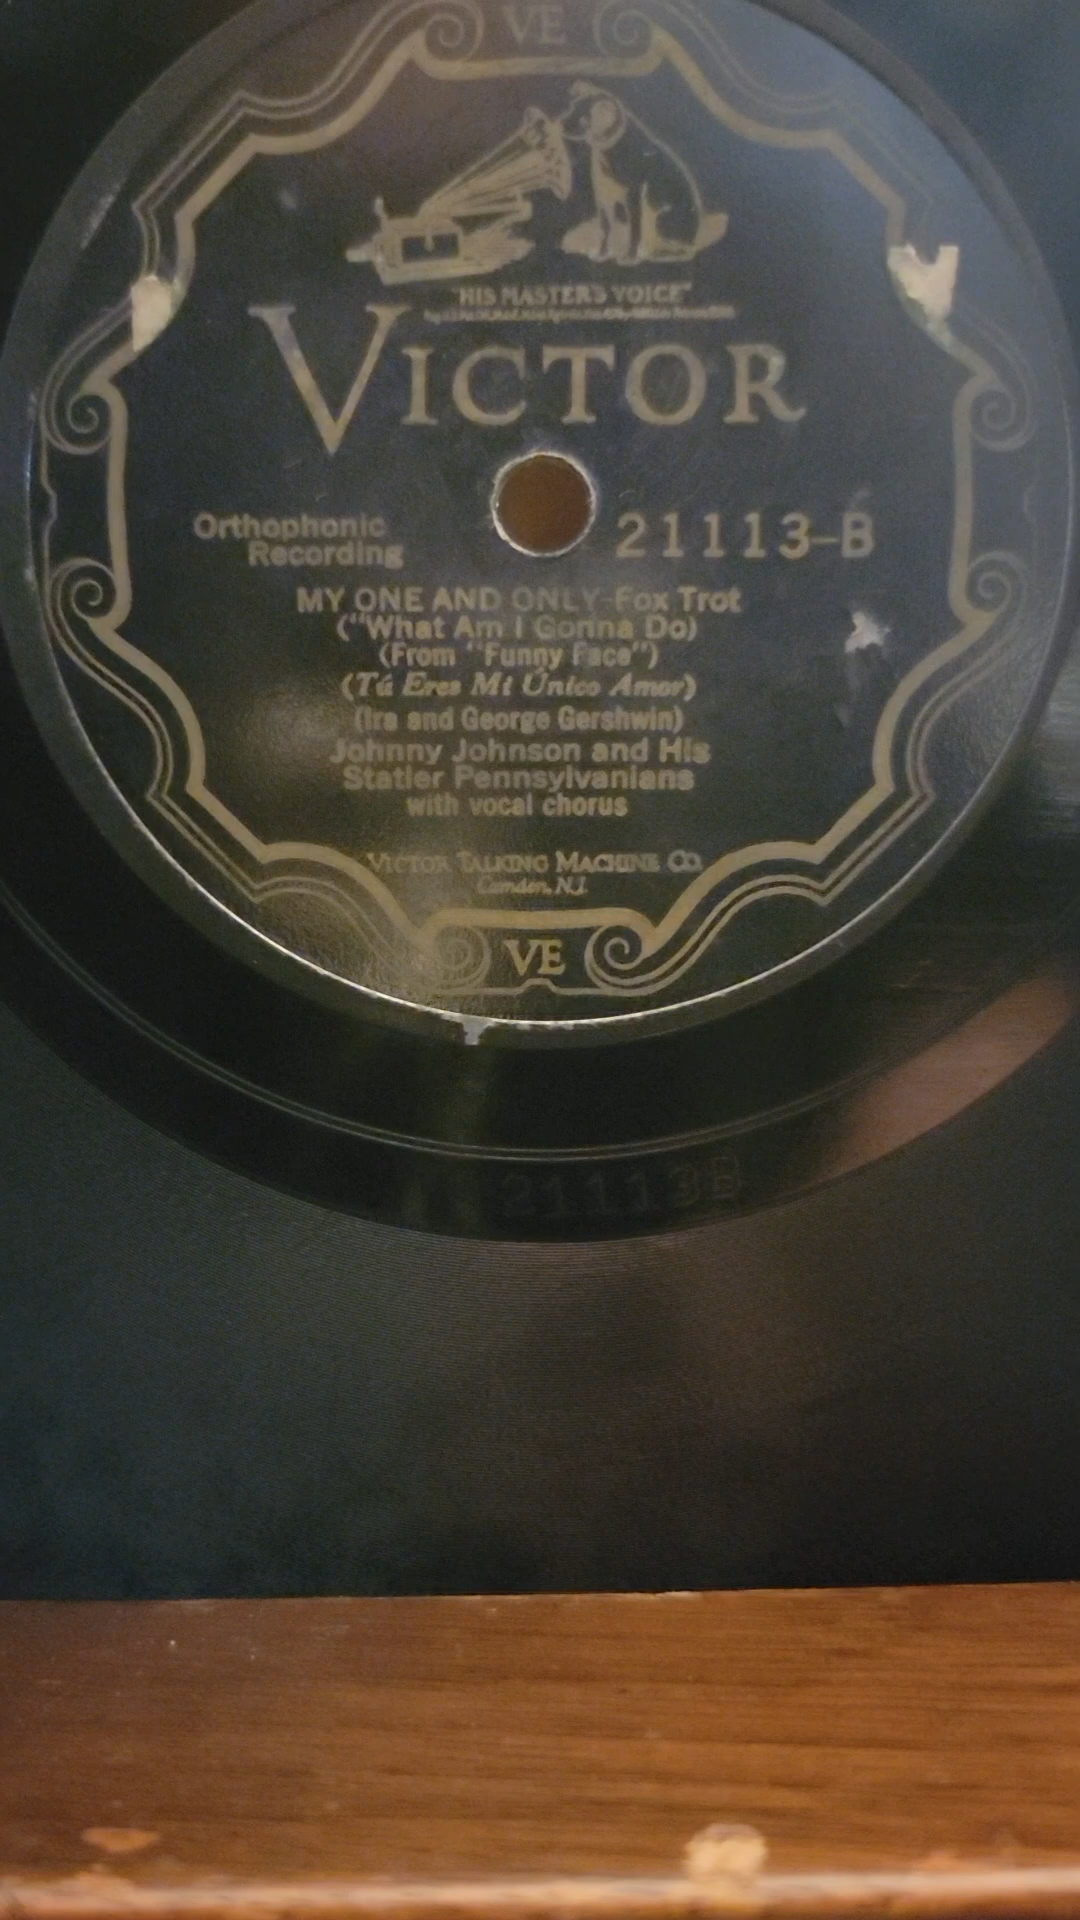 VE
"HIS MASTER'S VOICE"
VICTOR
Orthophonic
Recording
21113-B
MY ONE AND ONLY-Fox Trot
("What Am I Gonna Do)
(From "Funny Face")
(Tú Eres Mi Único Amor)
(Ira and George Gershwin)
Johnny Johnson and His
Statler Pennsylvanians
with vocal chorus
VICTOR TALKING MACHINE CO.
Camden, N.J.
VE
21113B